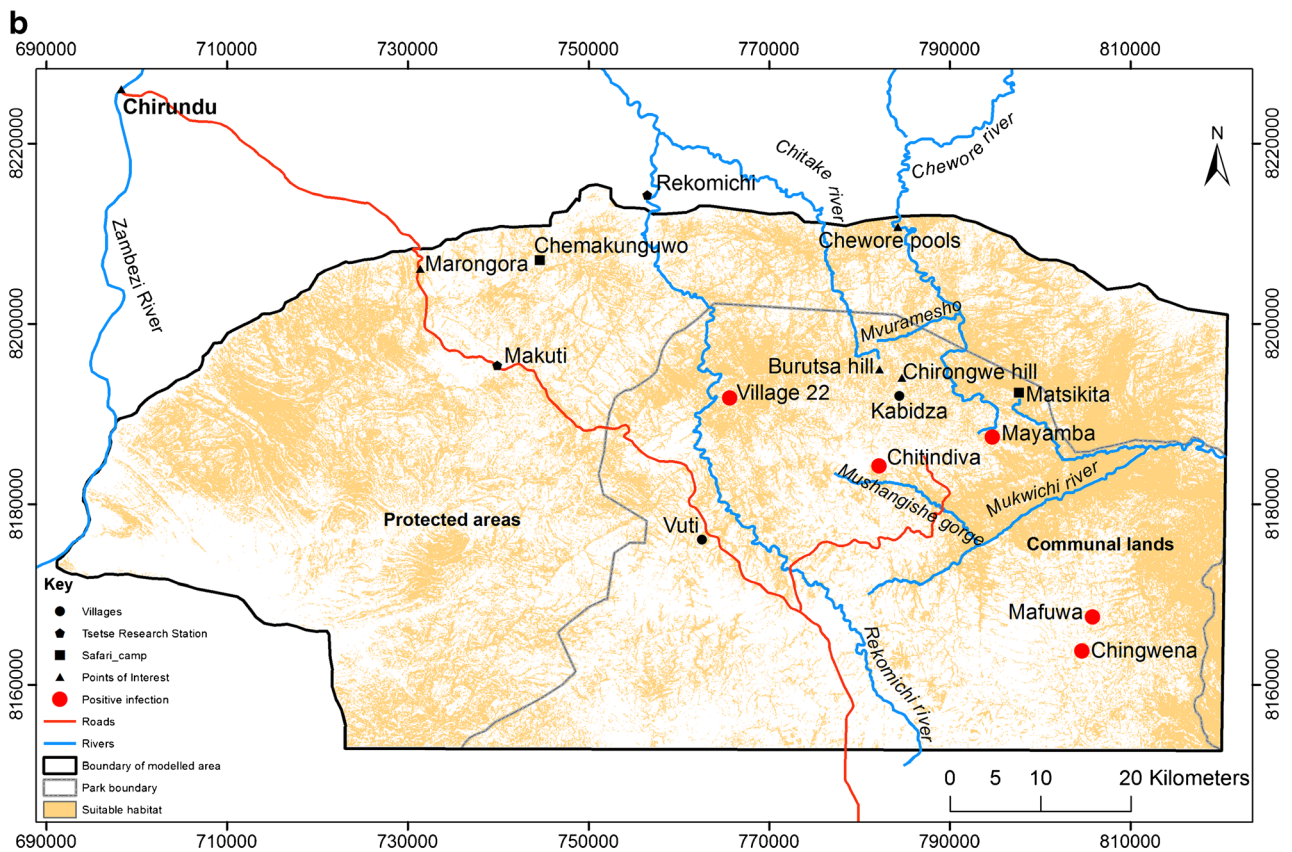 b
690000 710000 730000 750000 770000 790000 810000
8220000
8200000
8180000
8160000
8220000
8200000
8180000
8160000
N
Chirundu
Zambezi River
Rekomichi
Chitake river
Chewore river
Chewore pools
Chemakunguwo
Marongora
Makuti
Mvuramesho
Burutsa hill
Chirongwe hill
Village 22
Kabidza
Matsikita
Mayamba
Chitindiva
Mushangishe gorge
Mukwichi river
Protected areas
Vuti
Communal lands
Mafuwa
Chingwena
Rekomichi river
Key
Villages
Tsetse Research Station
Safari_camp
Points of Interest
Positive infection
Roads
Rivers
Boundary of modelled area
Park boundary
Suitable habitat
0 5 10 20 Kilometers
690000 710000 730000 750000 770000 790000 810000